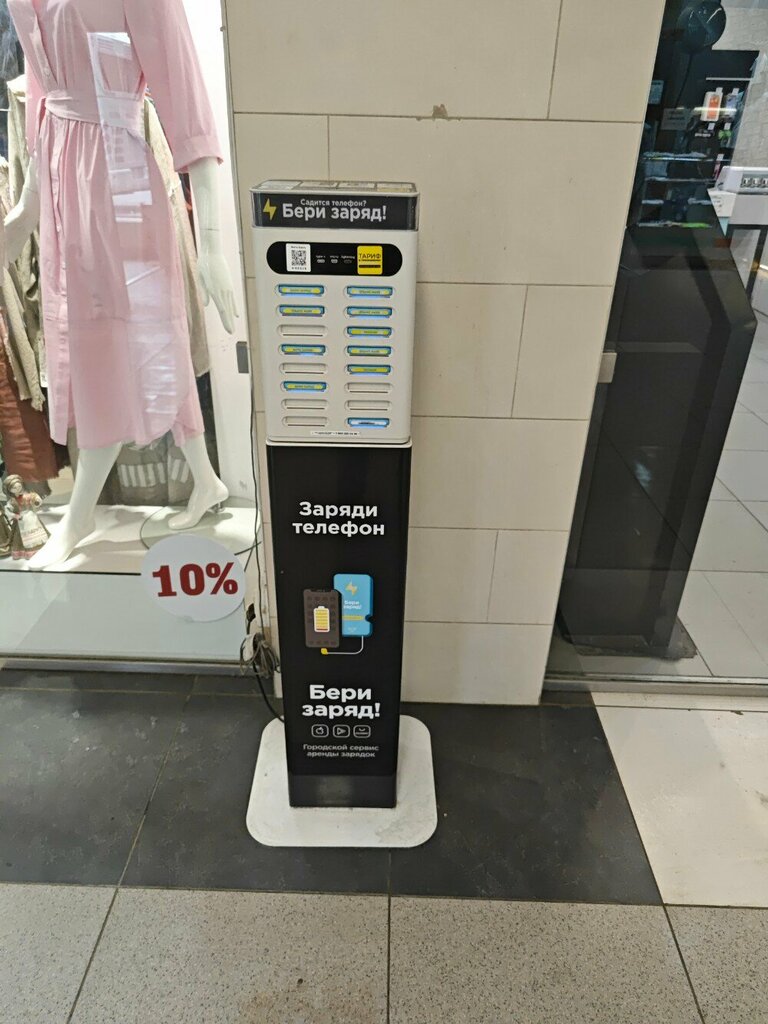 Садится телефон?
Бери заряд!
ТАРИФ
Заряди
телефон
Бери
заряд!
Бери
заряд!
Городской сервис
аренды зарядок
10%